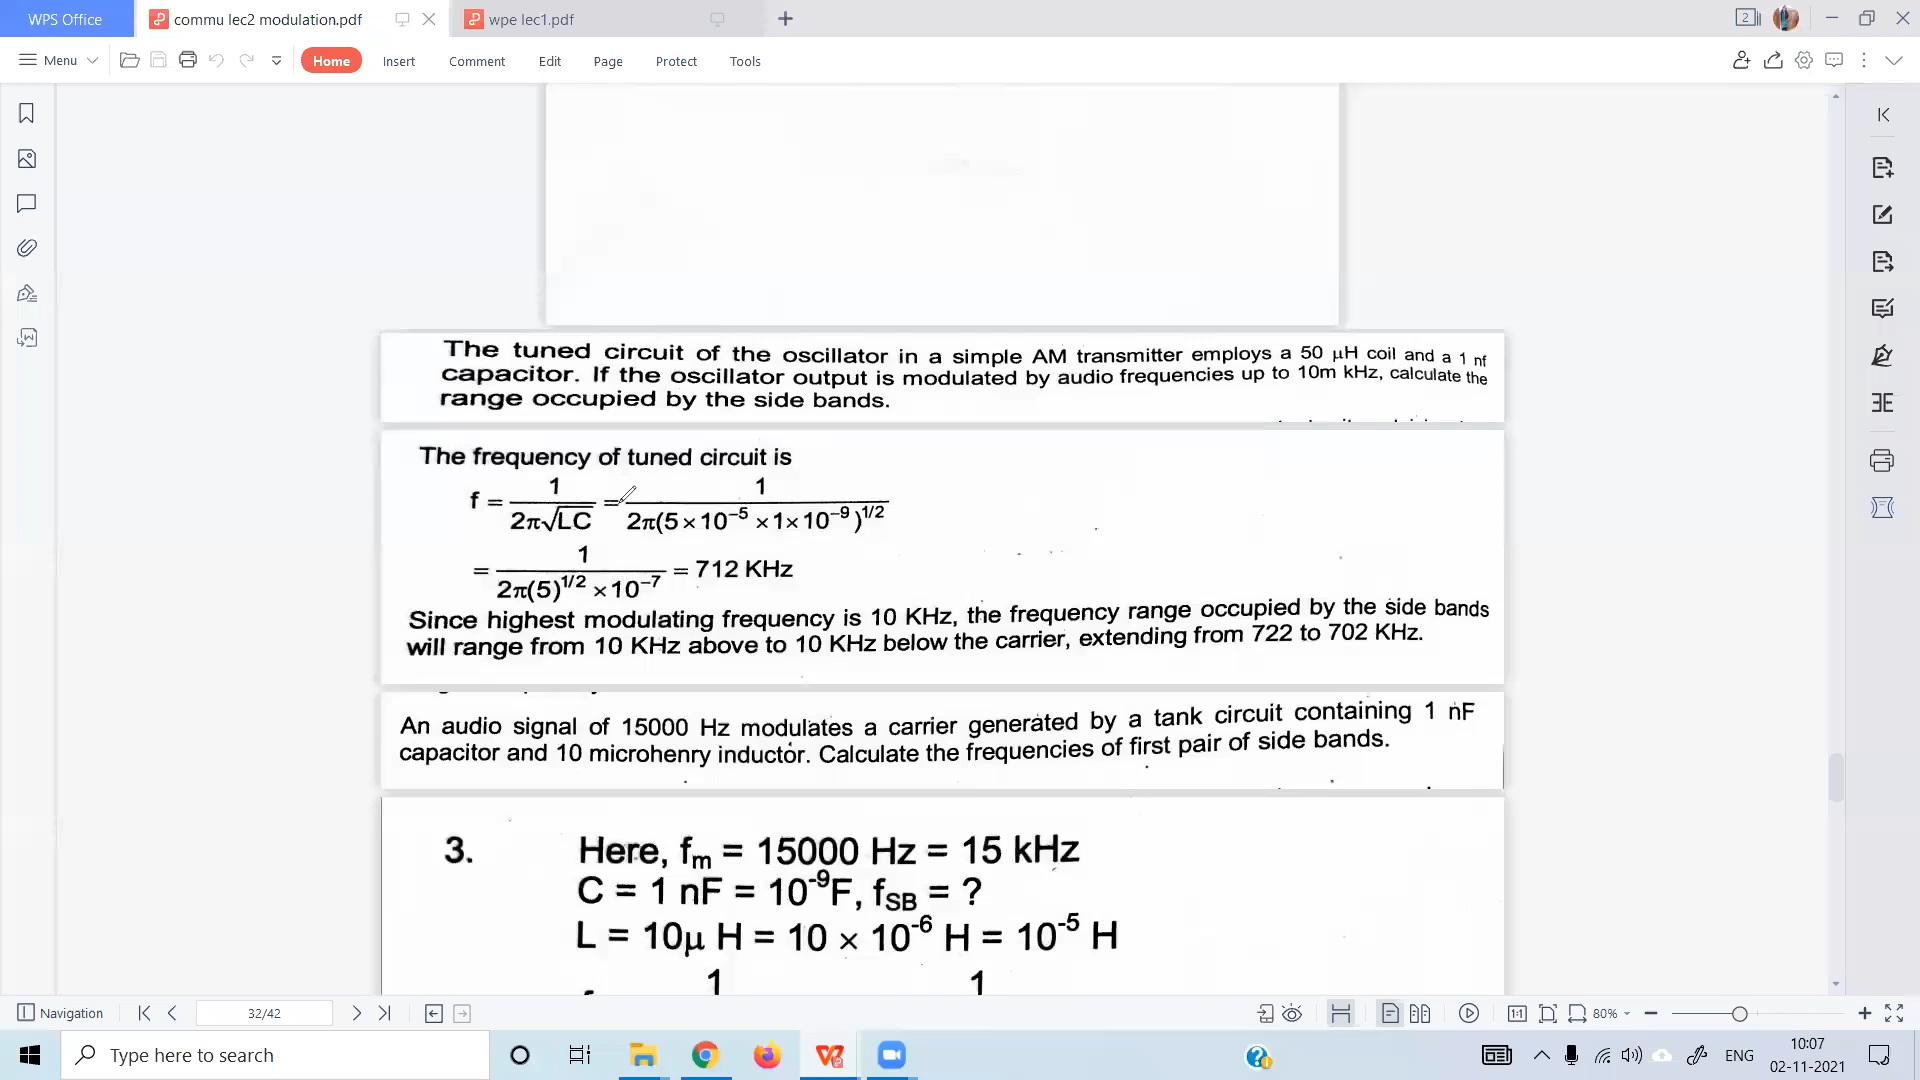 WPS Office
commu lec2 modulation.pdf
wpe lec1.pdf
2
Menu
Home
Insert
Comment
Edit
Page
Protect
Tools
The tuned circuit of the oscillator in a simple AM transmitter employs a 50 μH coil and a 1 nf
capacitor. If the oscillator output is modulated by audio frequencies up to 10m kHz, calculate the
range occupied by the side bands.
The frequency of tuned circuit is
f = 1 / 2π√LC = 1 / 2π(5×10⁻⁵ ×1×10⁻⁹ )^1/2
= 1 / 2π(5)^1/2 ×10⁻⁷ = 712 KHz
Since highest modulating frequency is 10 KHz, the frequency range occupied by the side bands
will range from 10 KHz above to 10 KHz below the carrier, extending from 722 to 702 KHz.
An audio signal of 15000 Hz modulates a carrier generated by a tank circuit containing 1 nF
capacitor and 10 microhenry inductor. Calculate the frequencies of first pair of side bands.
3. Here, fm = 15000 Hz = 15 kHz
C = 1 nF = 10⁻⁹F, fSB = ?
L = 10μ H = 10 × 10⁻⁶ H = 10⁻⁵ H
1 1
Navigation
32/42
1:1
80%
Type here to search
ENG
10:07
02-11-2021